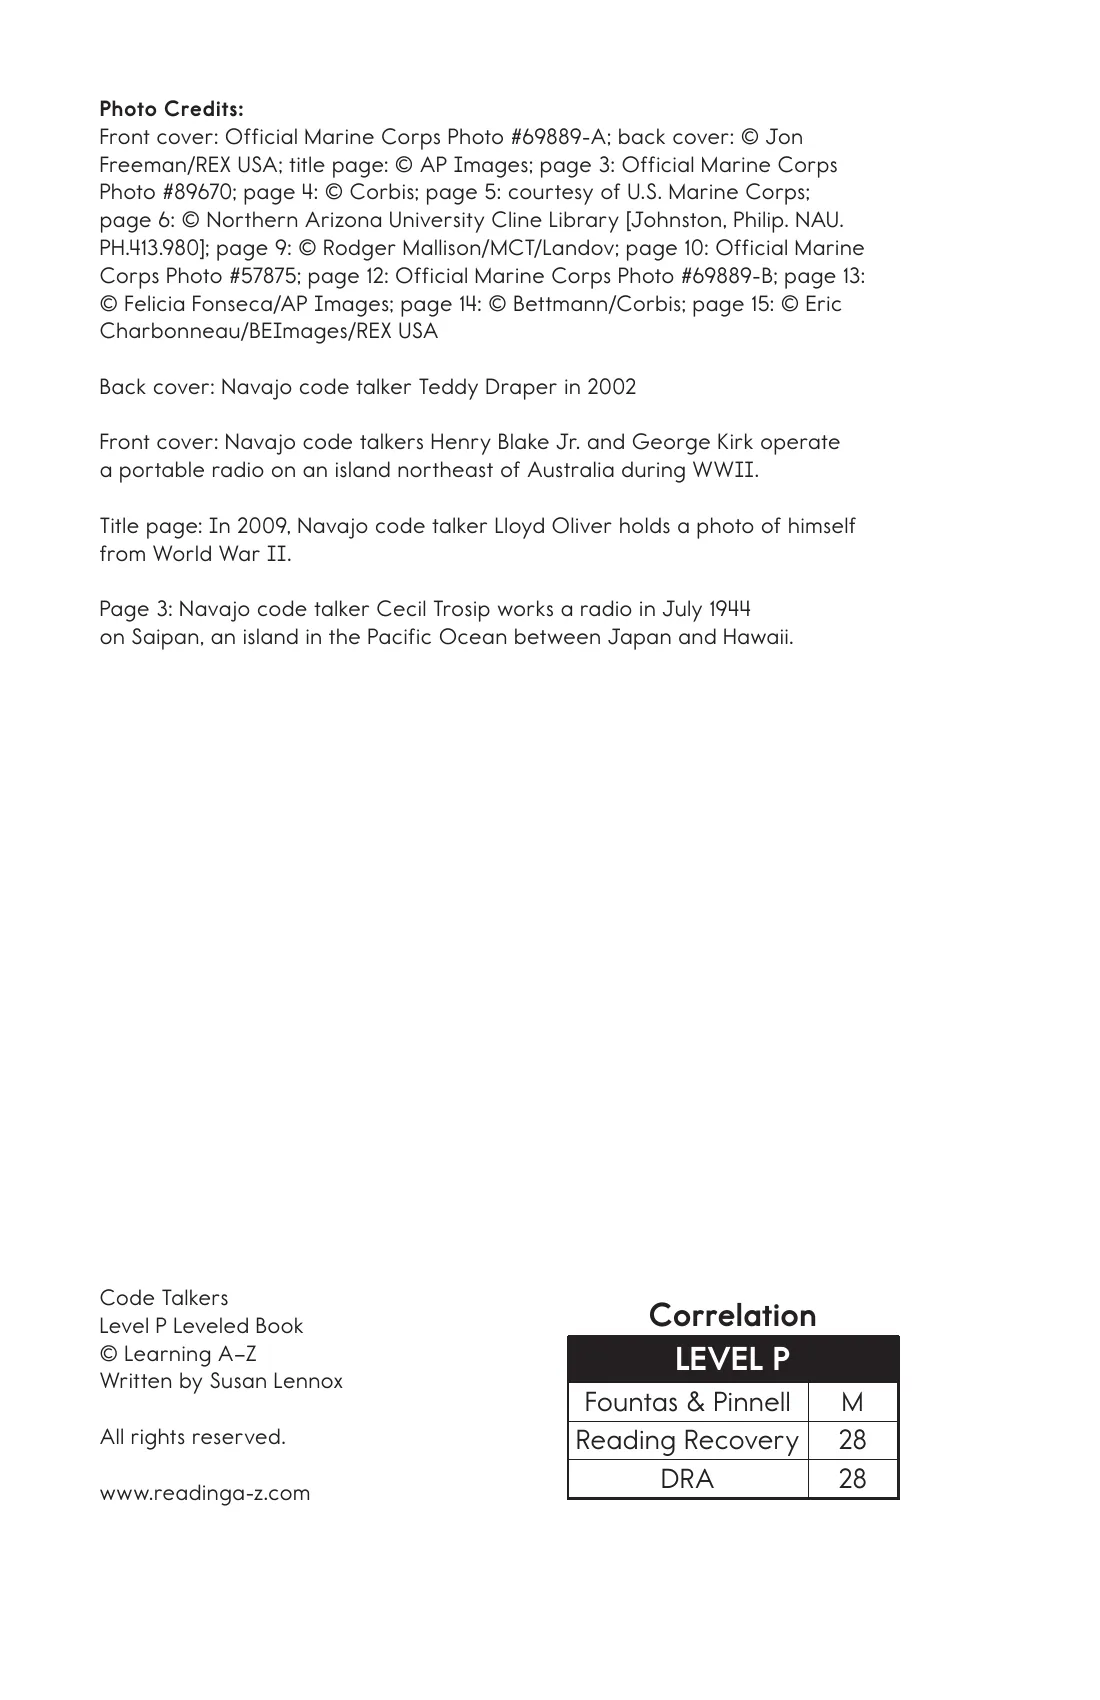 Photo Credits:
Front cover: Official Marine Corps Photo #69889-A; back cover: © Jon
Freeman/REX USA; title page: © AP Images; page 3: Official Marine Corps
Photo #89670; page 4: © Corbis; page 5: courtesy of U.S. Marine Corps;
page 6: © Northern Arizona University Cline Library [Johnston, Philip. NAU.
PH.413.980]; page 9: © Rodger Mallison/MCT/Landov; page 10: Official Marine
Corps Photo #57875; page 12: Official Marine Corps Photo #69889-B; page 13:
© Felicia Fonseca/AP Images; page 14: © Bettmann/Corbis; page 15: © Eric
Charbonneau/BEImages/REX USA
Back cover: Navajo code talker Teddy Draper in 2002
Front cover: Navajo code talkers Henry Blake Jr. and George Kirk operate
a portable radio on an island northeast of Australia during WWII.
Title page: In 2009, Navajo code talker Lloyd Oliver holds a photo of himself
from World War II.
Page 3: Navajo code talker Cecil Trosip works a radio in July 1944
on Saipan, an island in the Pacific Ocean between Japan and Hawaii.
Code Talkers
Level P Leveled Book
© Learning A–Z
Written by Susan Lennox
All rights reserved.
www.readinga-z.com
Correlation
LEVEL P
Fountas & Pinnell M
Reading Recovery 28
DRA 28